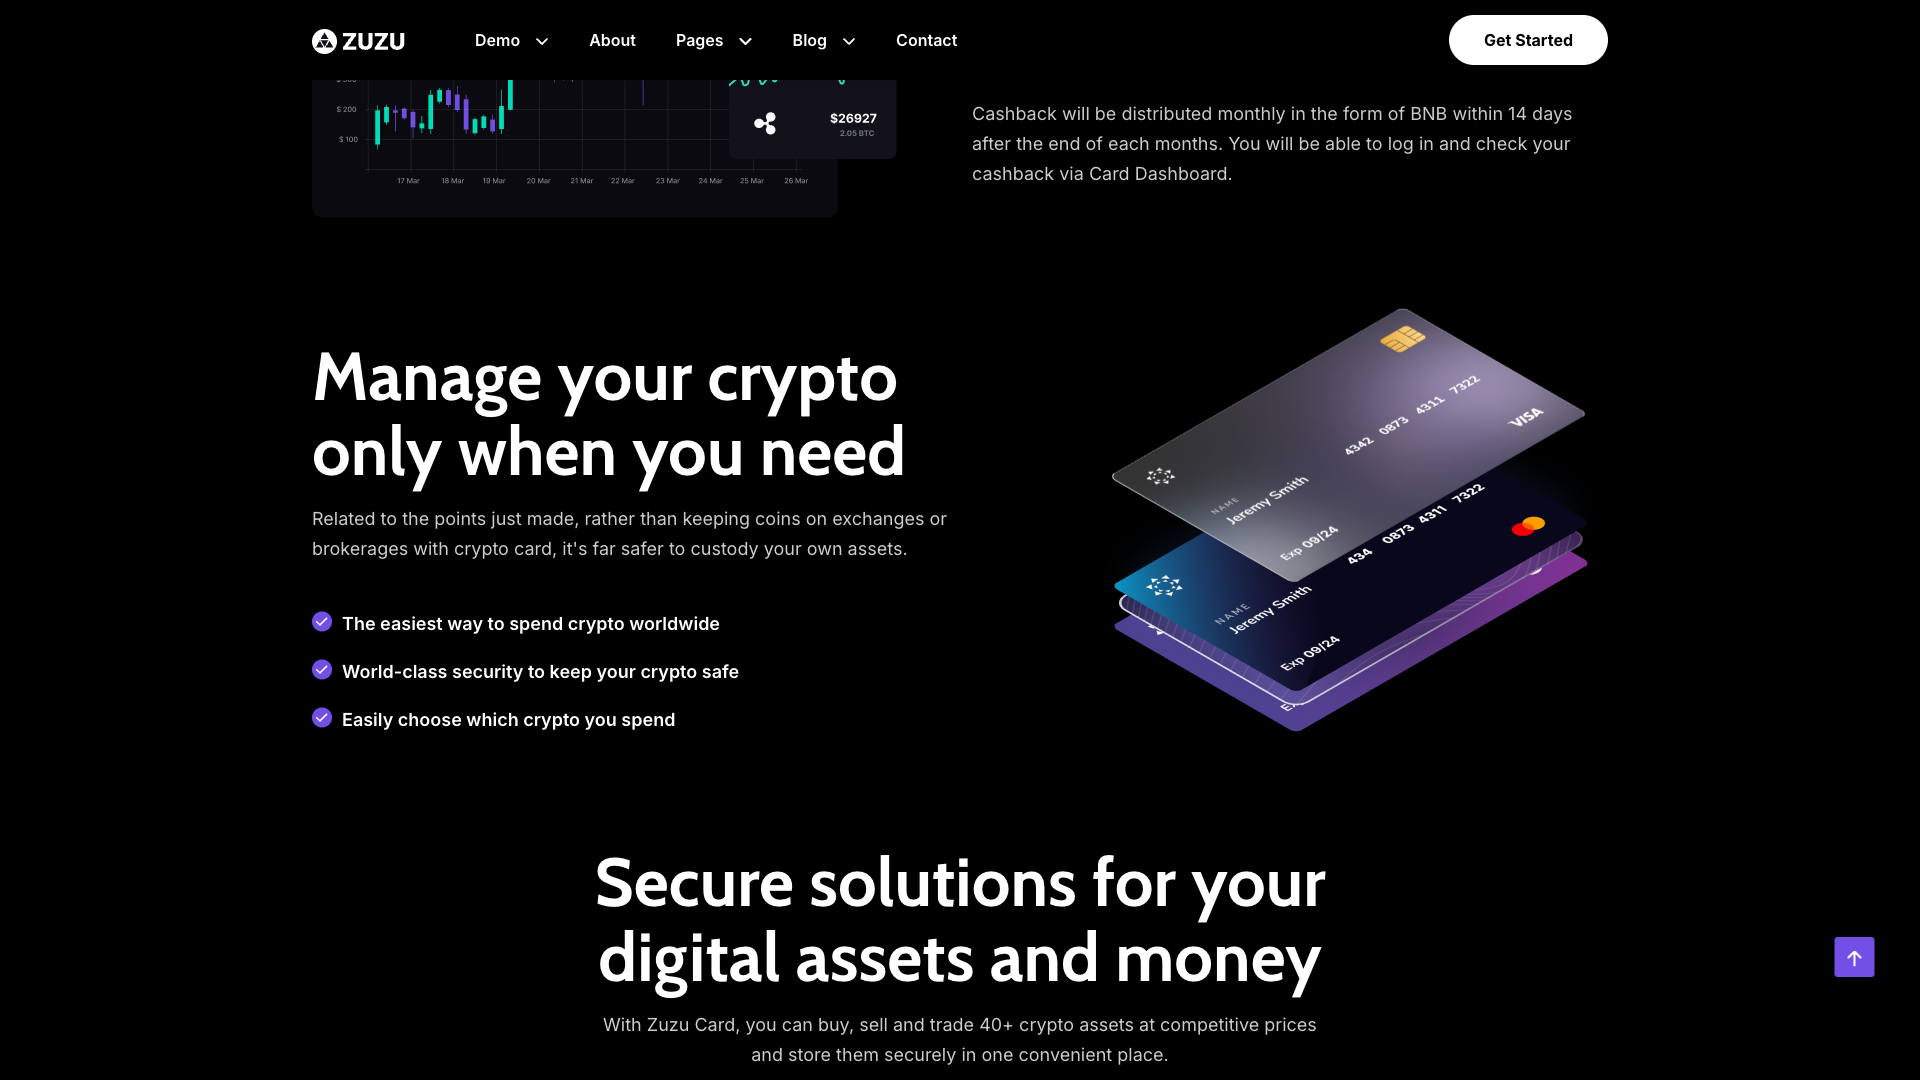 ZUZU
Demo
About
Pages
Blog
Contact
Get Started
$ 200
$ 100
17 Mar
18 Mar
19 Mar
20 Mar
21 Mar
22 Mar
23 Mar
24 Mar
25 Mar
26 Mar
$26927
2.05 BTC
Cashback will be distributed monthly in the form of BNB within 14 days
after the end of each months. You will be able to log in and check your
cashback via Card Dashboard.
Manage your crypto
only when you need
Related to the points just made, rather than keeping coins on exchanges or
brokerages with crypto card, it's far safer to custody your own assets.
The easiest way to spend crypto worldwide
World-class security to keep your crypto safe
Easily choose which crypto you spend
4342 0873 4311 7322
VISA
NAME
Jeremy Smith
Exp 09/24
434 0873 4311 7322
NAME
Jeremy Smith
Exp 09/24
Secure solutions for your
digital assets and money
With Zuzu Card, you can buy, sell and trade 40+ crypto assets at competitive prices
and store them securely in one convenient place.